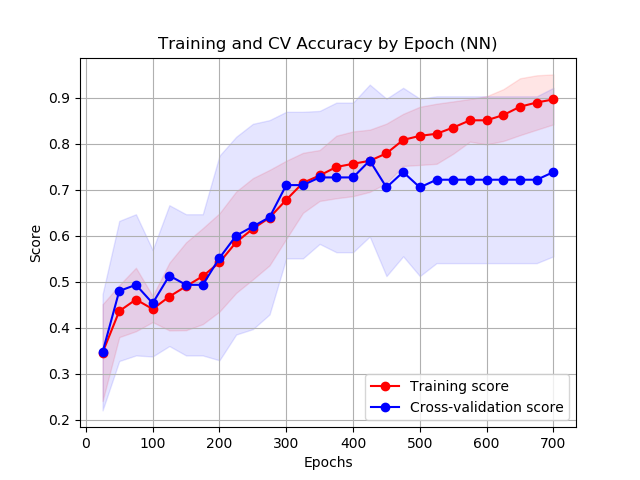 Training and CV Accuracy by Epoch (NN)
Score
0.9
0.8
0.7
0.6
0.5
0.4
0.3
0.2
Training score
Cross-validation score
0 100 200 300 400 500 600 700
Epochs